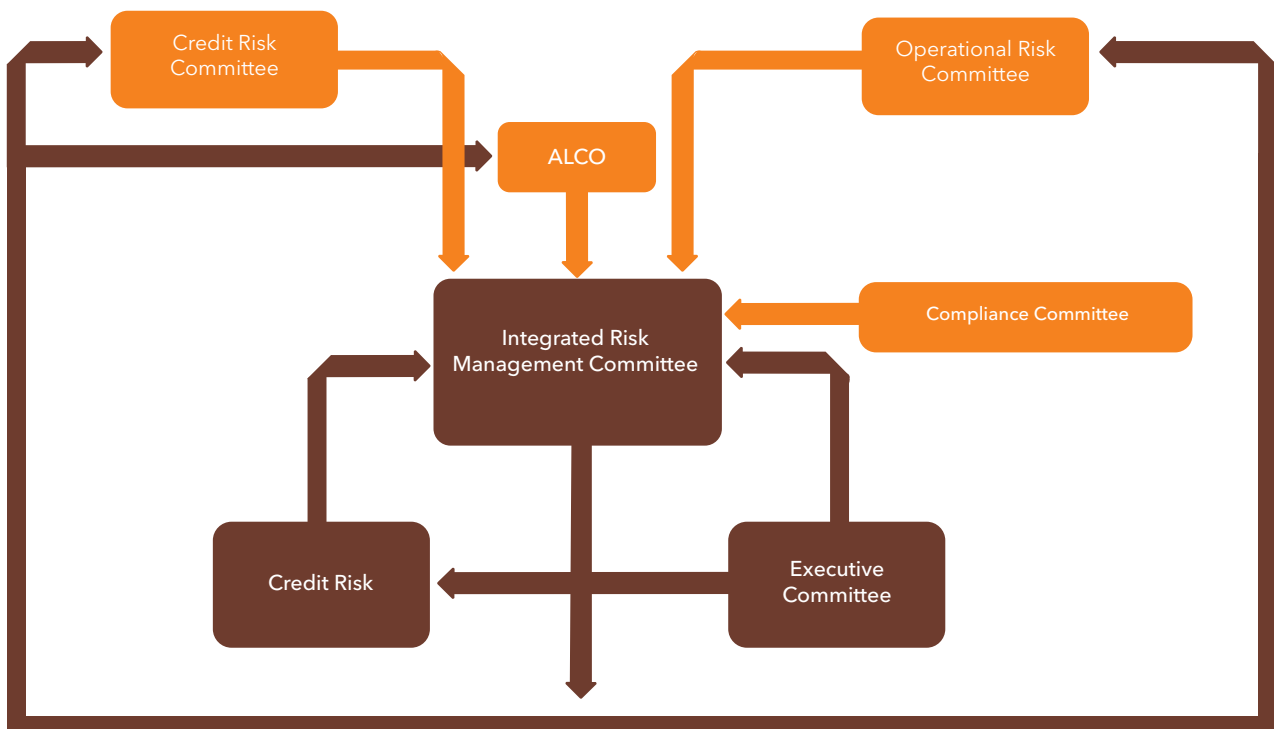 Credit Risk
Committee
Operational Risk
Committee
ALCO
Compliance Committee
Integrated Risk
Management Committee
Credit Risk
Executive
Committee